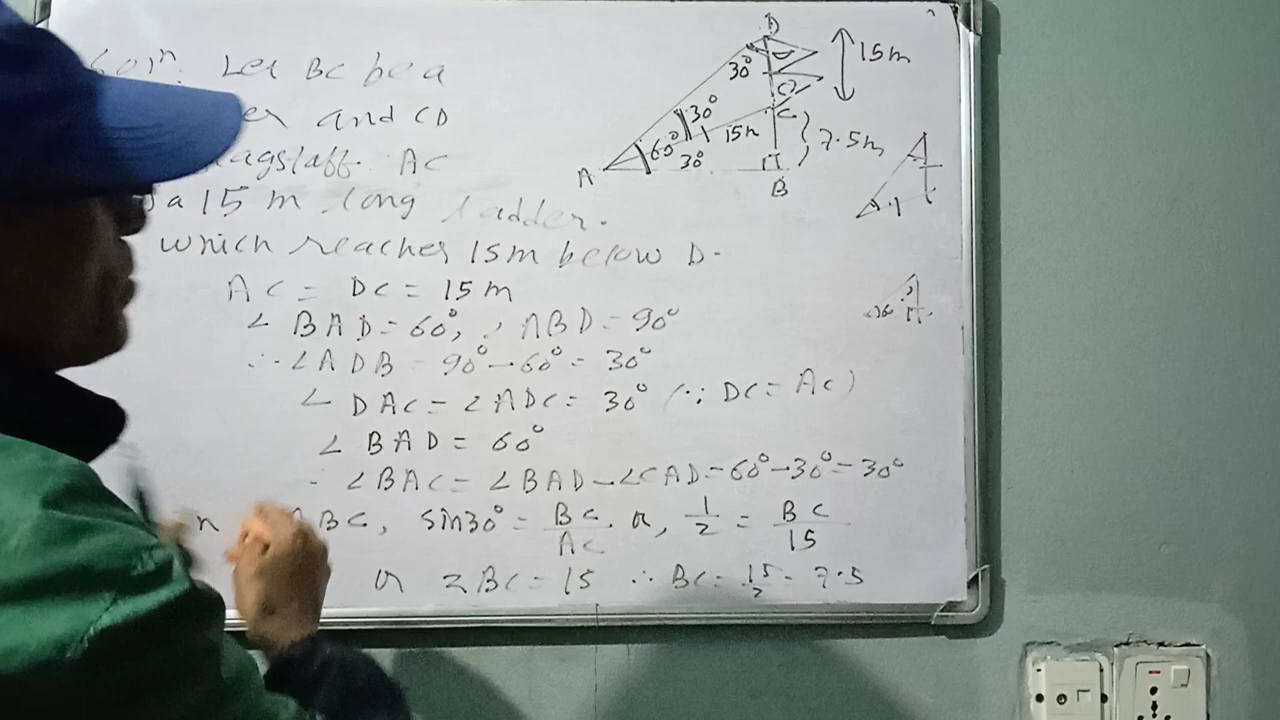 Soln. Let BC be a
and CD
flagstaff. AC
a 15 m long ladder.
which reaches 15m below D.
AC = DC = 15 m
∠ BAD = 60°, ∠ ABD = 90°
∴ ∠ADB = 90° - 60° = 30°
∠ DAC = ∠ADC = 30° (∵ DC = AC)
∠ BAD = 60°
∴ ∠BAC = ∠BAD - ∠CAD = 60° - 30° = 30°
ABC, sin30° = BC/AC or, 1/2 = BC/15
or 2BC = 15 ∴ BC = 15/2 = 7.5
D
15m
30°
C
30°
15m
7.5m
60°
30°
A
B